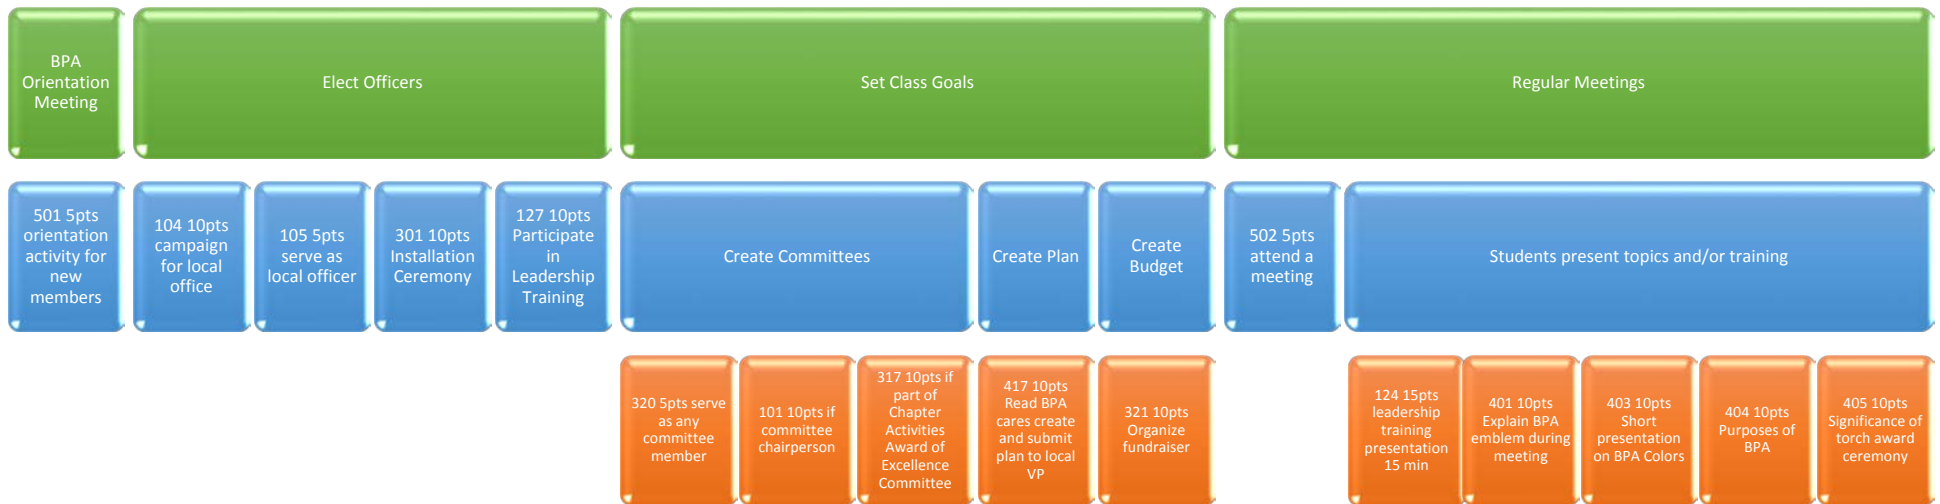 BPA
Orientation
Meeting
Elect Officers
Set Class Goals
Regular Meetings
501 5pts
orientation
activity for
new
members
104 10pts
campaign
for local
office
105 5pts
serve as
local officer
301 10pts
Installation
Ceremony
127 10pts
Participate
in
Leadership
Training
Create Committees
Create Plan
Create
Budget
502 5pts
attend a
meeting
Students present topics and/or training
320 5pts serve
as any
committee
member
101 10pts if
committee
chairperson
317 10pts if
part of
Chapter
Activities
Award of
Excellence
Committee
417 10pts
Read BPA
cares create
and submit
plan to local
VP
321 10pts
Organize
fundraiser
124 15pts
leadership
training
presentation
15 min
401 10pts
Explain BPA
emblem during
meeting
403 10pts
Short
presentation
on BPA Colors
404 10pts
Purposes of
BPA
405 10pts
Significance of
torch award
ceremony